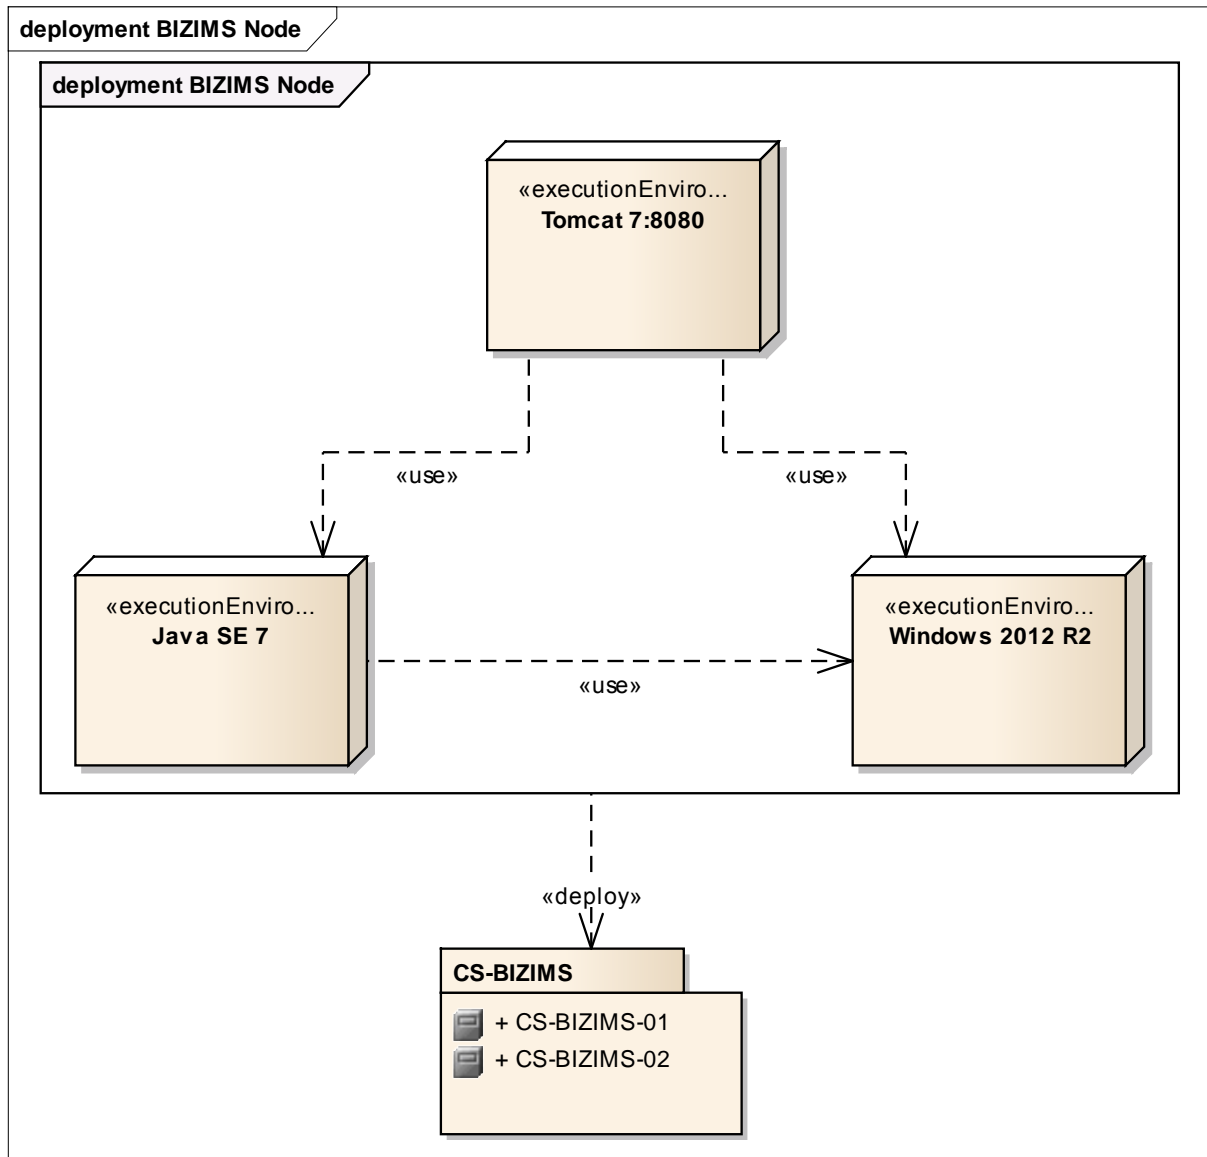 deployment BIZIMS Node
deployment BIZIMS Node
«executionEnviro...
Tomcat 7:8080
«use»
«use»
«executionEnviro...
Java SE 7
«executionEnviro...
Windows 2012 R2
«use»
«deploy»
CS-BIZIMS
+ CS-BIZIMS-01
+ CS-BIZIMS-02